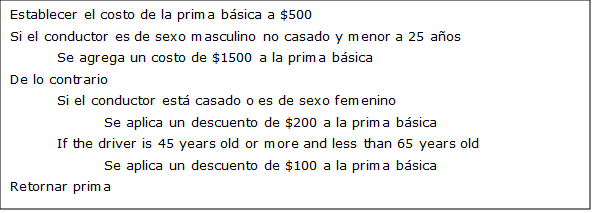 Establecer el costo de la prima básica a $500
Si el conductor es de sexo masculino no casado y menor a 25 años
Se agrega un costo de $1500 a la prima básica
De lo contrario
Si el conductor está casado o es de sexo femenino
Se aplica un descuento de $200 a la prima básica
If the driver is 45 years old or more and less than 65 years old
Se aplica un descuento de $100 a la prima básica
Retornar prima